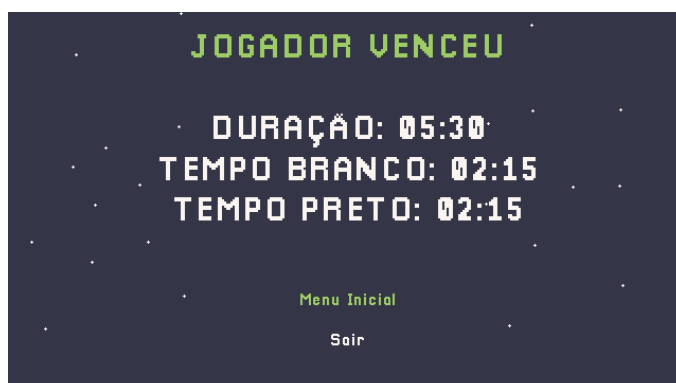 JOGADOR VENCEU
DURAÇÃO: 05:30
TEMPO BRANCO: 02:15
TEMPO PRETO: 02:15
Menu Inicial
Sair